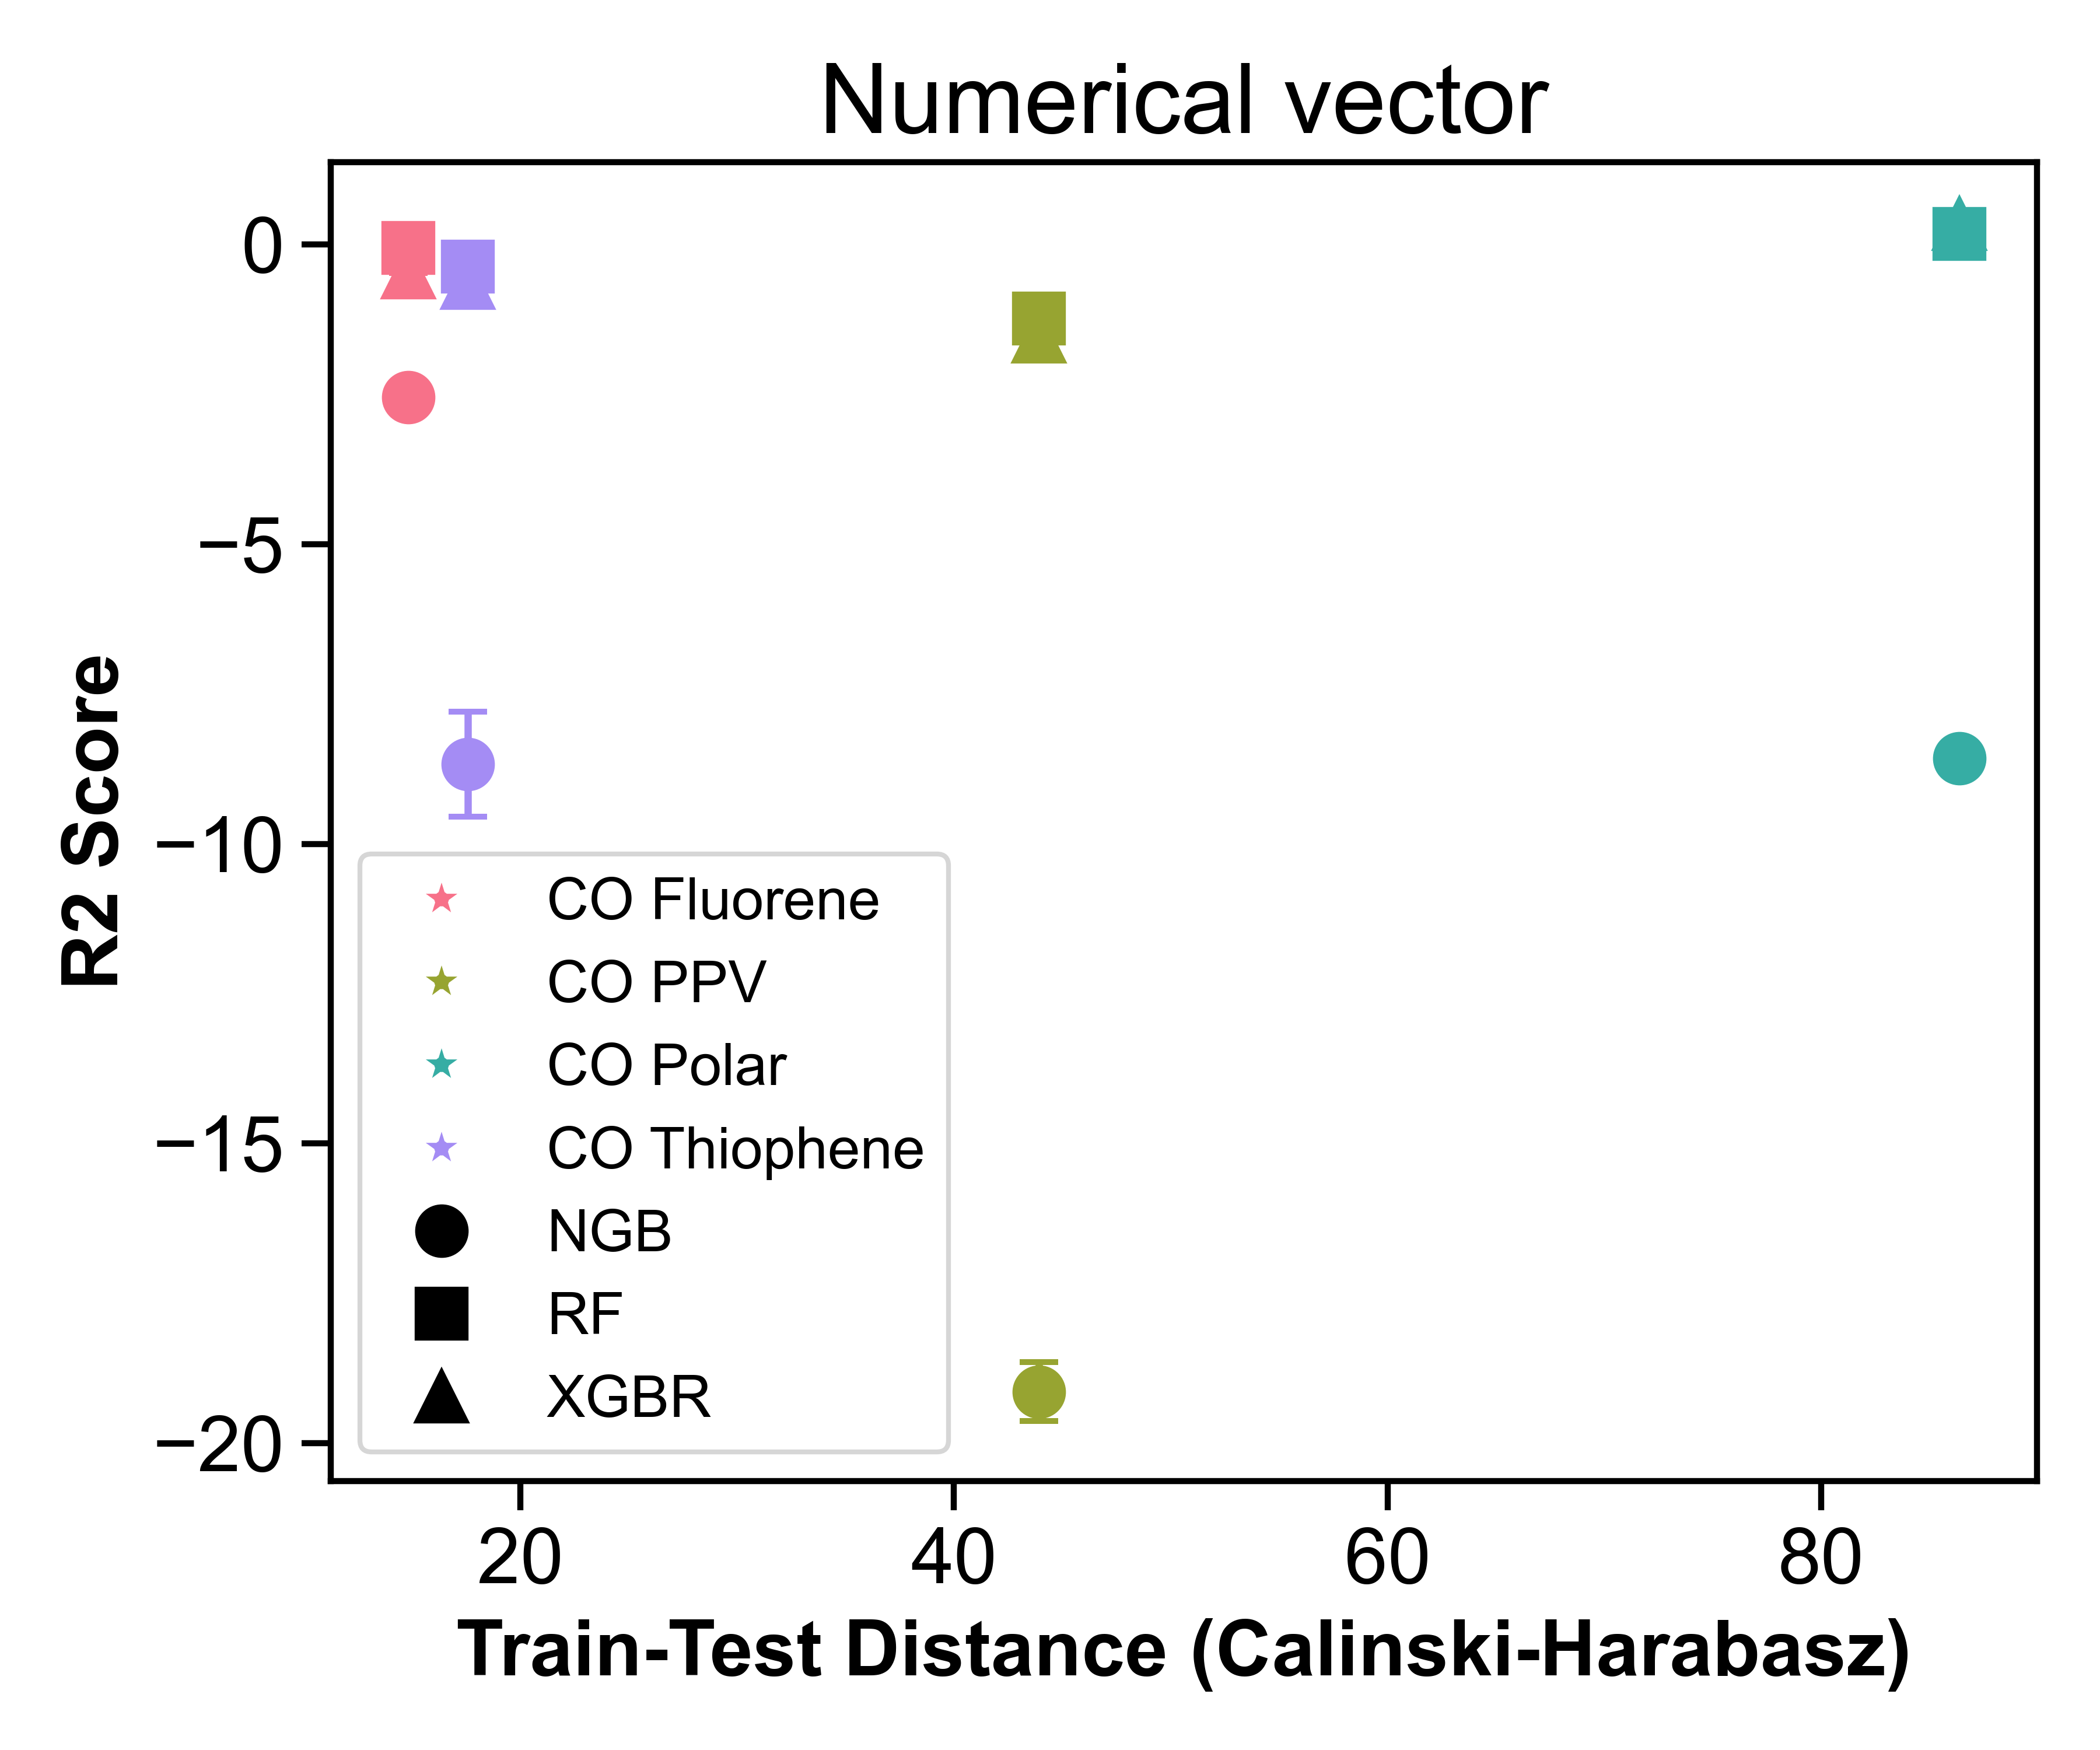 Numerical vector
0
−5
−10
−15
−20
R2 Score
CO Fluorene
CO PPV
CO Polar
CO Thiophene
NGB
RF
XGBR
20 40 60 80
Train-Test Distance (Calinski-Harabasz)